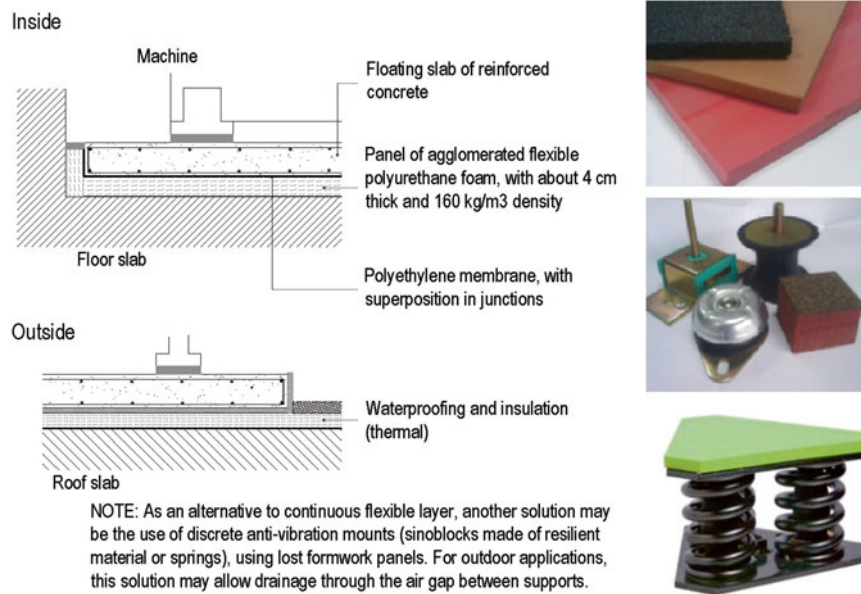 Inside
Machine
Floating slab of reinforced
concrete
Panel of agglomerated flexible
polyurethane foam, with about 4 cm
thick and 160 kg/m3 density
Floor slab
Polyethylene membrane, with
superposition in junctions
Outside
Waterproofing and insulation
(thermal)
Roof slab
NOTE: As an alternative to continuous flexible layer, another solution may
be the use of discrete anti-vibration mounts (sinoblocks made of resilient
material or springs), using lost formwork panels. For outdoor applications,
this solution may allow drainage through the air gap between supports.